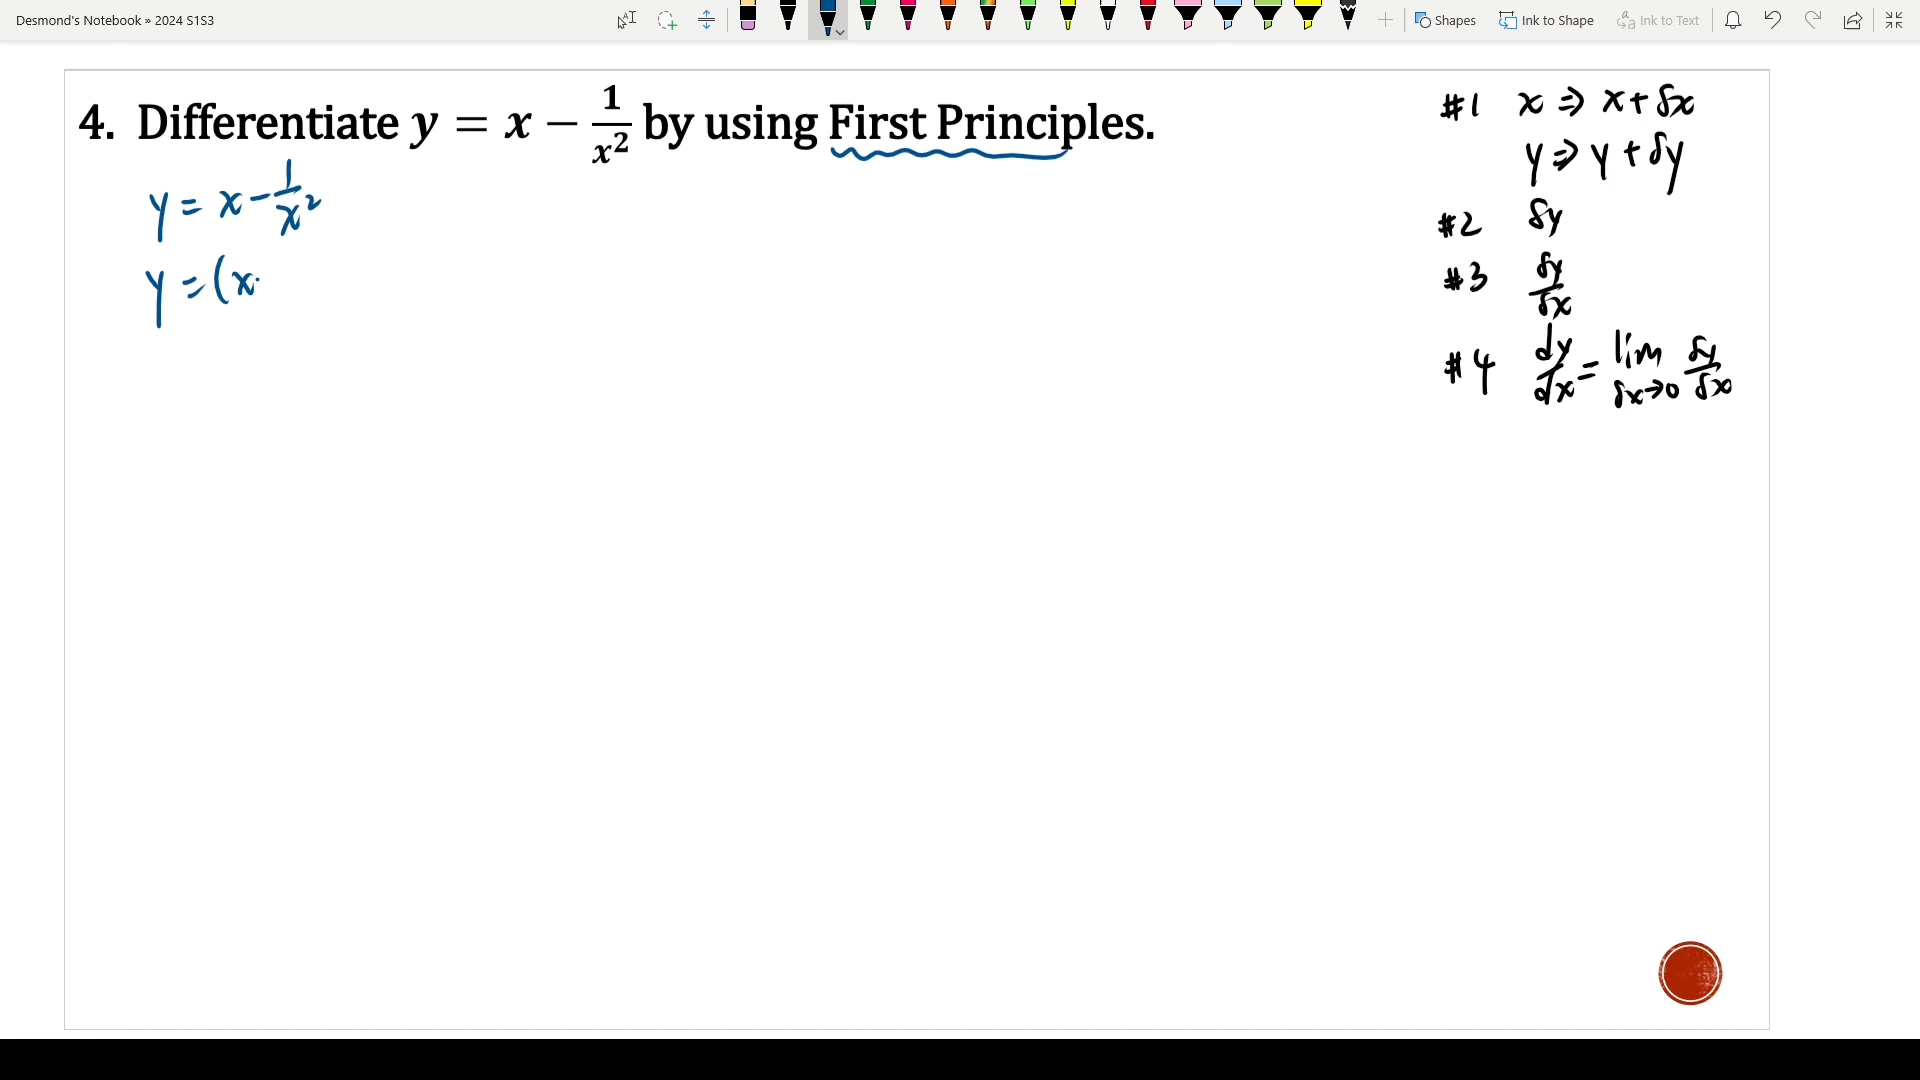 Desmond's Notebook » 2024 S1S3
Shapes Ink to Shape Ink to Text
4. Differentiate y = x − 1/x² by using First Principles.
y = x − 1/x²
y = (x
#1 x ⇒ x + δx
y ⇒ y + δy
#2 δy
#3 δy/δx
#4 dy/dx = lim δx→0 δy/δx